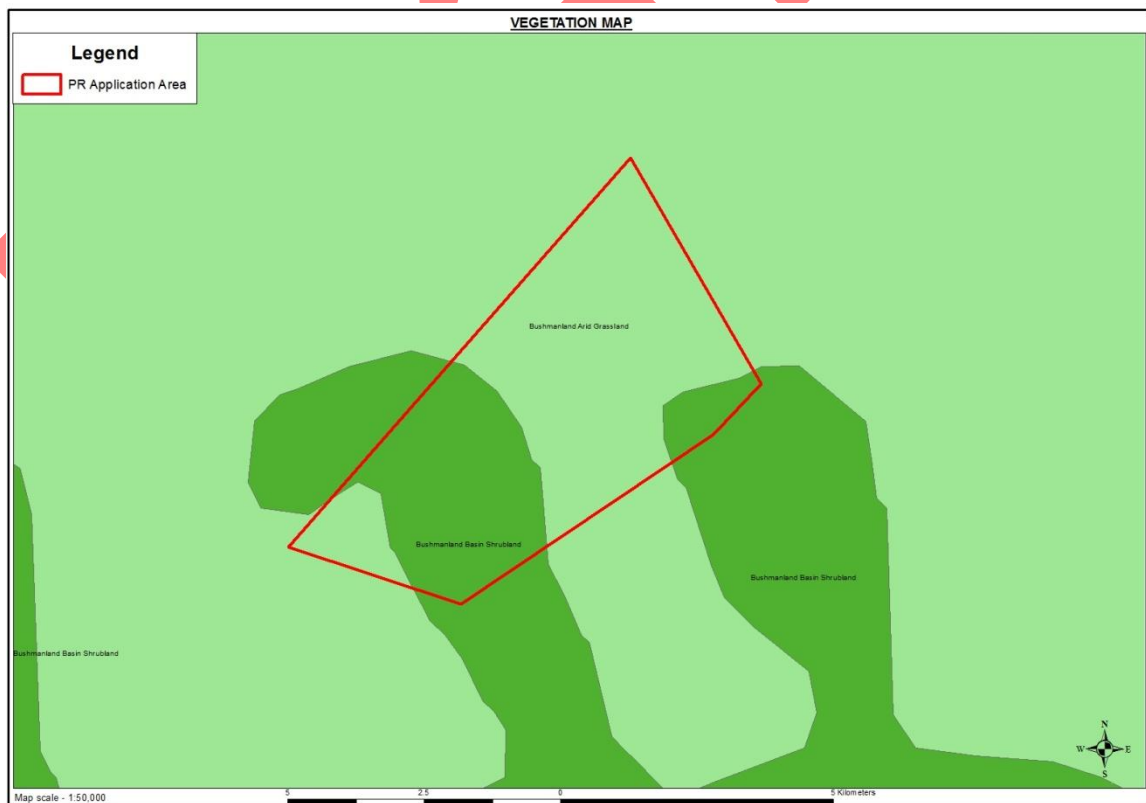 VEGETATION MAP
Legend
PR Application Area
Bushmanland Arid Grassland
Bushmanland Basin Shrubland
Bushmanland Basin Shrubland
Bushmanland Basin Shrubland
N
W E
S
Map scale - 1:50,000
5 2.5 0 5 Kilometers